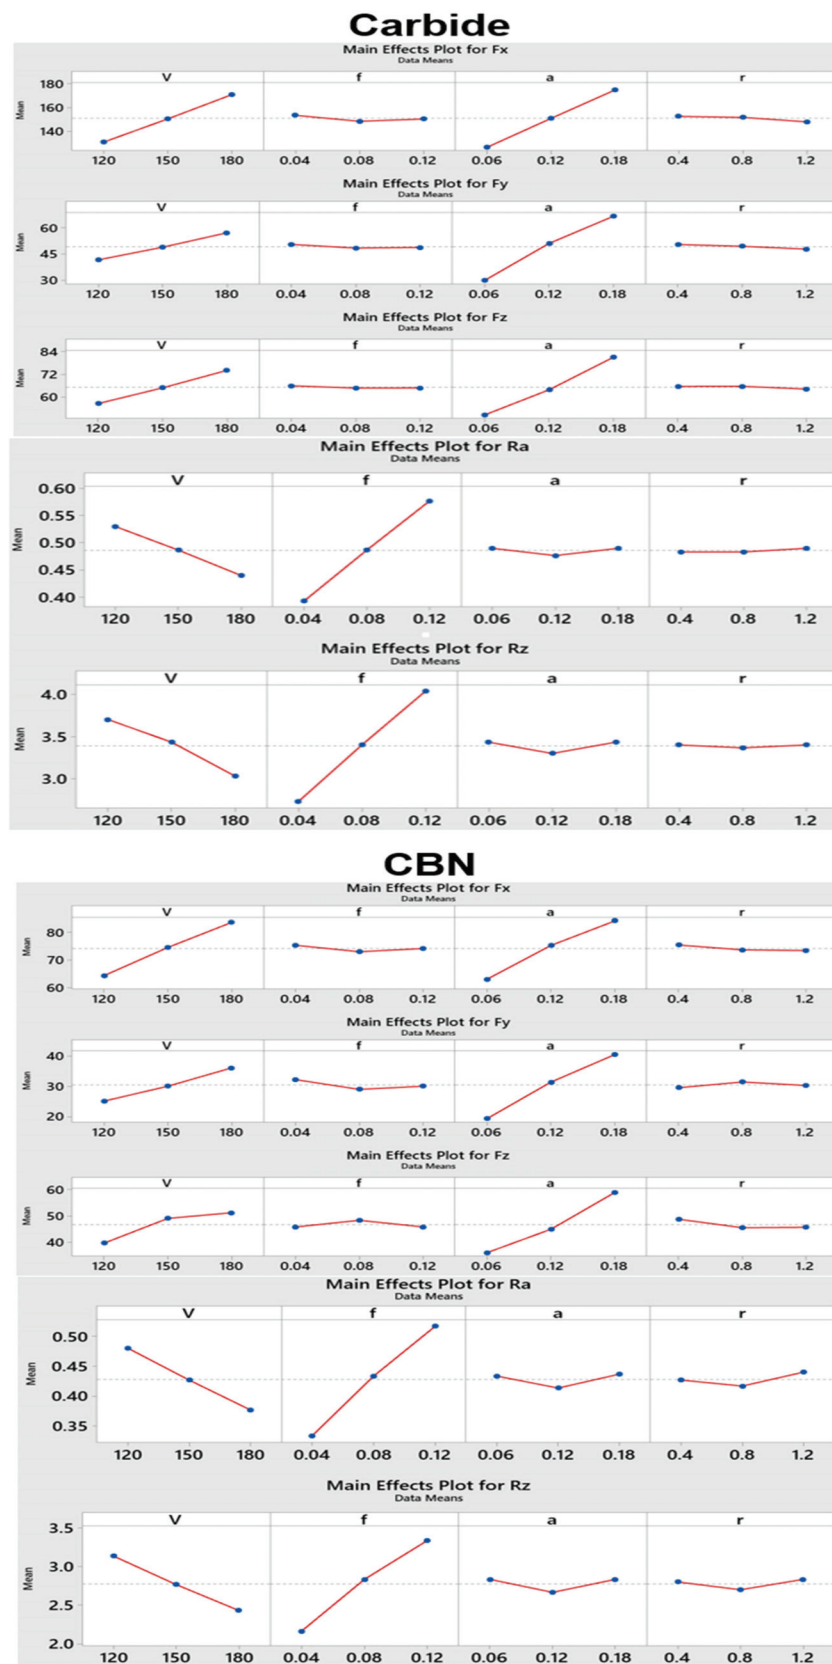 Carbide
Main Effects Plot for Fx
Data Means
V f a r
180
160
140
Mean
120 150 180 0.04 0.08 0.12 0.06 0.12 0.18 0.4 0.8 1.2
Main Effects Plot for Fy
Data Means
V f a r
60
45
30
Mean
120 150 180 0.04 0.08 0.12 0.06 0.12 0.18 0.4 0.8 1.2
Main Effects Plot for Fz
Data Means
V f a r
84
72
60
Mean
120 150 180 0.04 0.08 0.12 0.06 0.12 0.18 0.4 0.8 1.2
Main Effects Plot for Ra
Data Means
V f a r
0.60
0.55
0.50
0.45
0.40
Mean
120 150 180 0.04 0.08 0.12 0.06 0.12 0.18 0.4 0.8 1.2
Main Effects Plot for Rz
Data Means
V f a r
4.0
3.5
3.0
Mean
120 150 180 0.04 0.08 0.12 0.06 0.12 0.18 0.4 0.8 1.2
CBN
Main Effects Plot for Fx
Data Means
V f a r
80
70
60
Mean
120 150 180 0.04 0.08 0.12 0.06 0.12 0.18 0.4 0.8 1.2
Main Effects Plot for Fy
Data Means
V f a r
40
30
20
Mean
120 150 180 0.04 0.08 0.12 0.06 0.12 0.18 0.4 0.8 1.2
Main Effects Plot for Fz
Data Means
V f a r
60
50
40
Mean
120 150 180 0.04 0.08 0.12 0.06 0.12 0.18 0.4 0.8 1.2
Main Effects Plot for Ra
Data Means
V f a r
0.50
0.45
0.40
0.35
Mean
120 150 180 0.04 0.08 0.12 0.06 0.12 0.18 0.4 0.8 1.2
Main Effects Plot for Rz
Data Means
V f a r
3.5
3.0
2.5
2.0
Mean
120 150 180 0.04 0.08 0.12 0.06 0.12 0.18 0.4 0.8 1.2